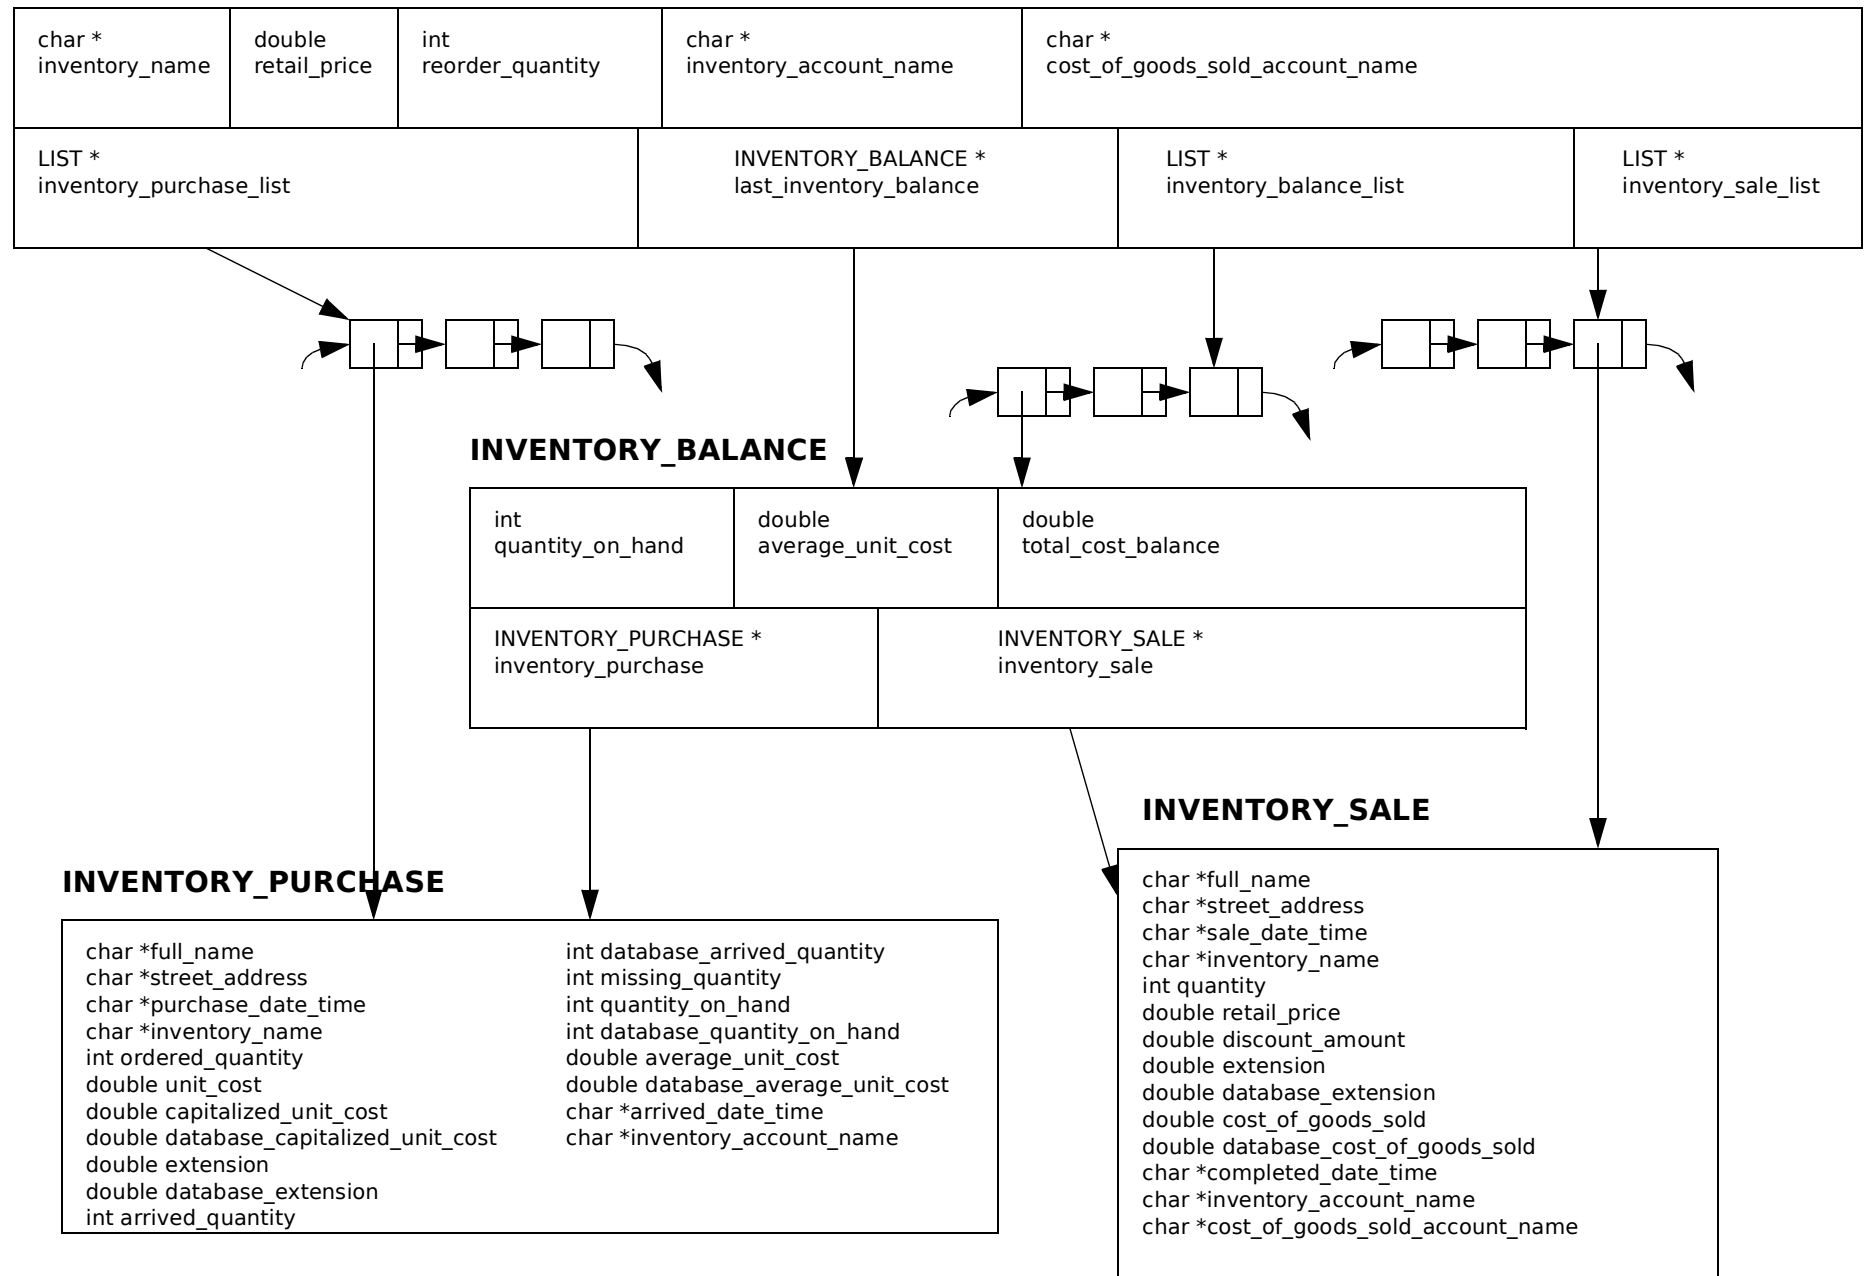 char *
inventory_name
double
retail_price
int
reorder_quantity
char *
inventory_account_name
char *
cost_of_goods_sold_account_name
LIST *
inventory_purchase_list
INVENTORY_BALANCE *
last_inventory_balance
LIST *
inventory_balance_list
LIST *
inventory_sale_list
INVENTORY_BALANCE
int
quantity_on_hand
double
average_unit_cost
double
total_cost_balance
INVENTORY_PURCHASE *
inventory_purchase
INVENTORY_SALE *
inventory_sale
INVENTORY_PURCHASE
char *full_name
char *street_address
char *purchase_date_time
char *inventory_name
int ordered_quantity
double unit_cost
double capitalized_unit_cost
double database_capitalized_unit_cost
double extension
double database_extension
int arrived_quantity
int database_arrived_quantity
int missing_quantity
int quantity_on_hand
int database_quantity_on_hand
double average_unit_cost
double database_average_unit_cost
char *arrived_date_time
char *inventory_account_name
INVENTORY_SALE
char *full_name
char *street_address
char *sale_date_time
char *inventory_name
int quantity
double retail_price
double discount_amount
double extension
double database_extension
double cost_of_goods_sold
double database_cost_of_goods_sold
char *completed_date_time
char *inventory_account_name
char *cost_of_goods_sold_account_name